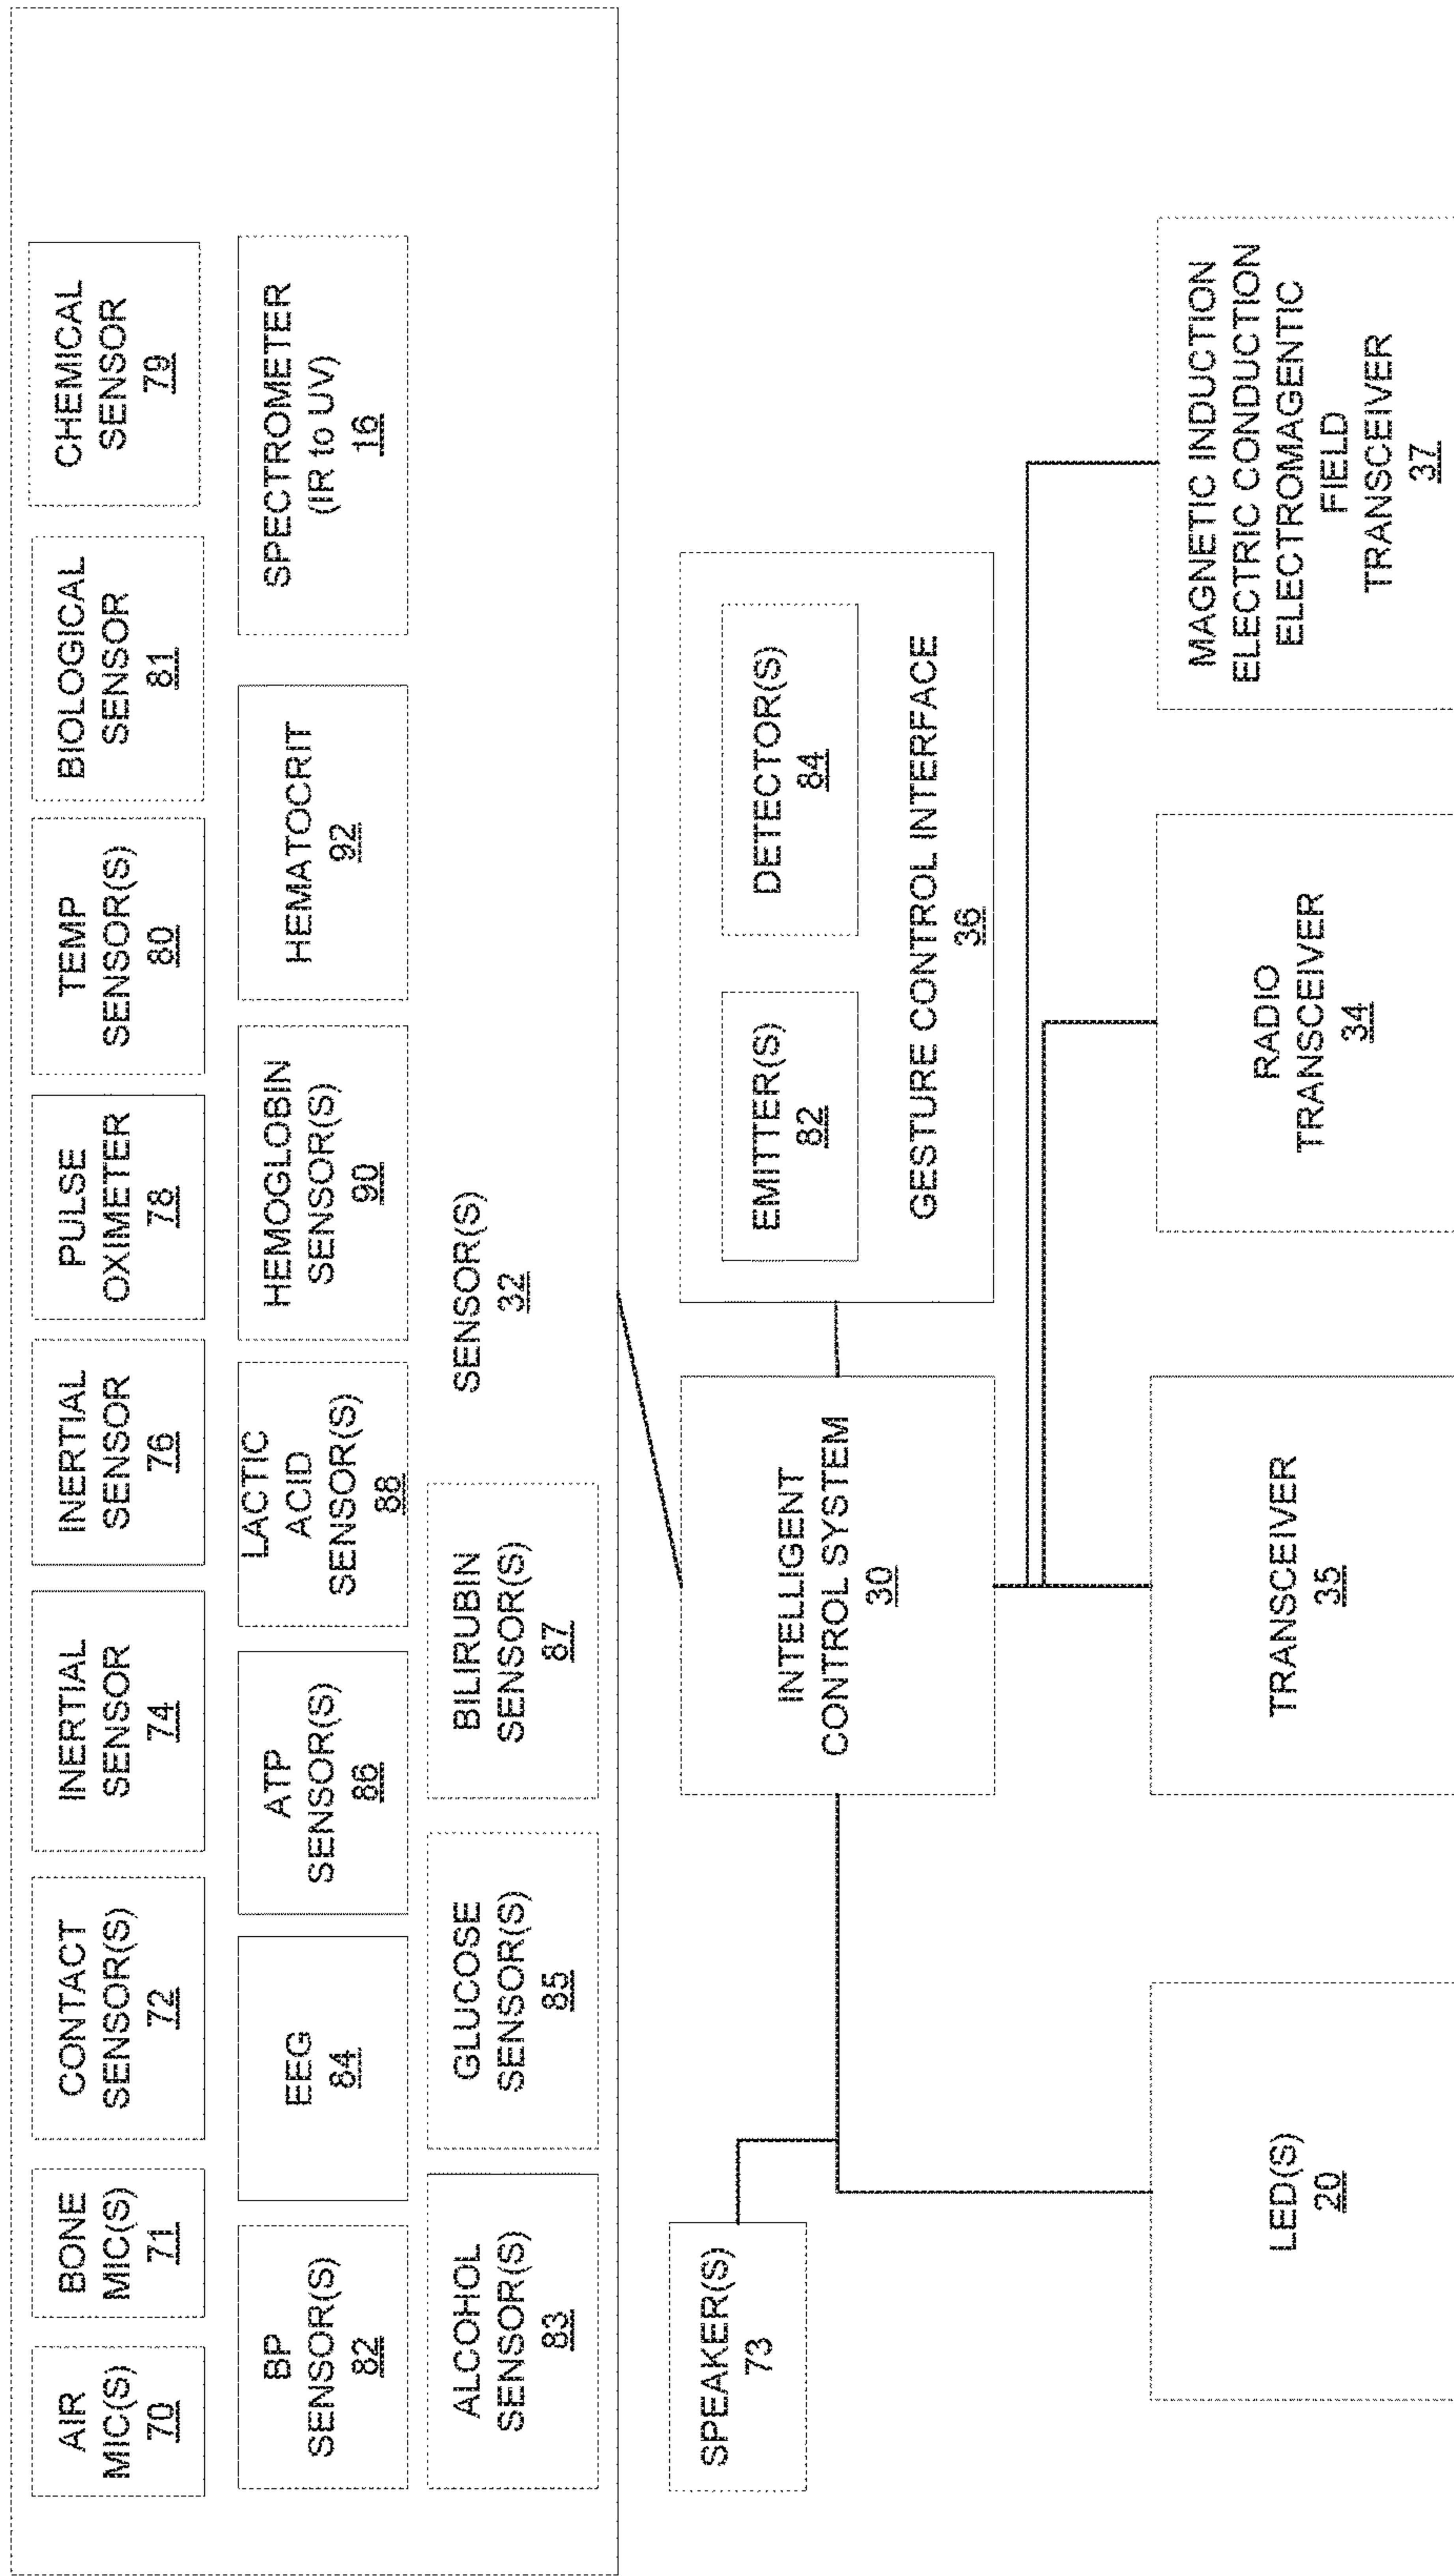 AIR
MIC(S)
70
BONE
MIC(S)
71
CONTACT
SENSOR(S)
72
INERTIAL
SENSOR
74
INERTIAL
SENSOR
76
PULSE
OXIMETER
78
TEMP
SENSOR(S)
80
BIOLOGICAL
SENSOR
81
CHEMICAL
SENSOR
79
BP
SENSOR(S)
82
EEG
84
ATP
SENSOR(S)
86
LACTIC
ACID
SENSOR(S)
88
HEMOGLOBIN
SENSOR(S)
90
HEMATOCRIT
92
SPECTROMETER
(IR to UV)
16
ALCOHOL
SENSOR(S)
83
GLUCOSE
SENSOR(S)
85
BILIRUBIN
SENSOR(S)
87
SENSOR(S)
32
SPEAKER(S)
73
INTELLIGENT
CONTROL SYSTEM
30
EMITTER(S)
82
DETECTOR(S)
84
GESTURE CONTROL INTERFACE
36
LED(S)
20
TRANSCEIVER
35
RADIO
TRANSCEIVER
34
MAGNETIC INDUCTION
ELECTRIC CONDUCTION
ELECTROMAGENTIC
FIELD
TRANSCEIVER
37